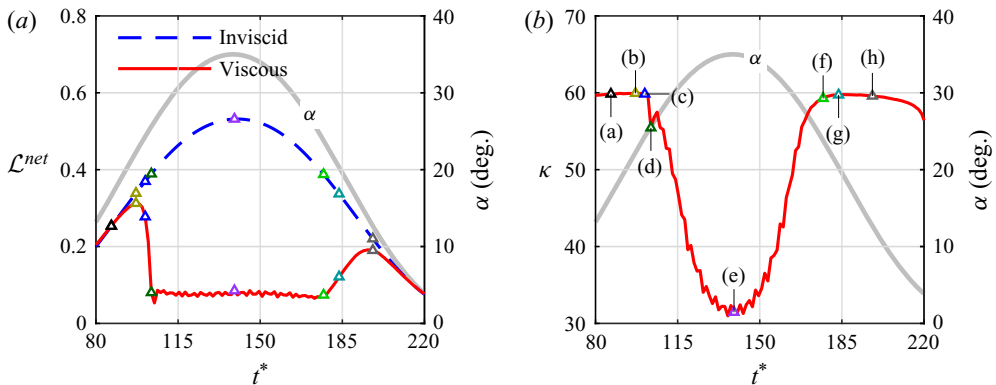 (a)
Inviscid
Viscous
α
0.8
0.6
0.4
0.2
0
40
30
20
10
0
80
115
150
185
220
t*
ℒnet
α (deg.)
(b)
(b)
α
(f)
(h)
(a)
(c)
(g)
(d)
(e)
70
60
50
40
30
40
30
20
10
0
80
115
150
185
220
t*
κ
α (deg.)